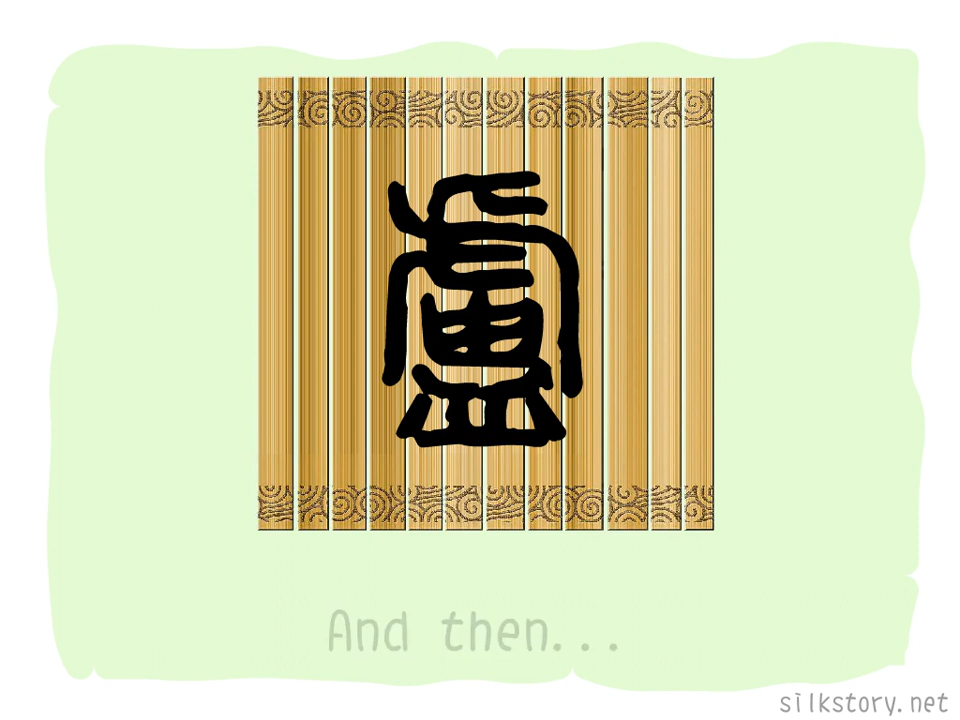 盧
And then...
silkstory.net